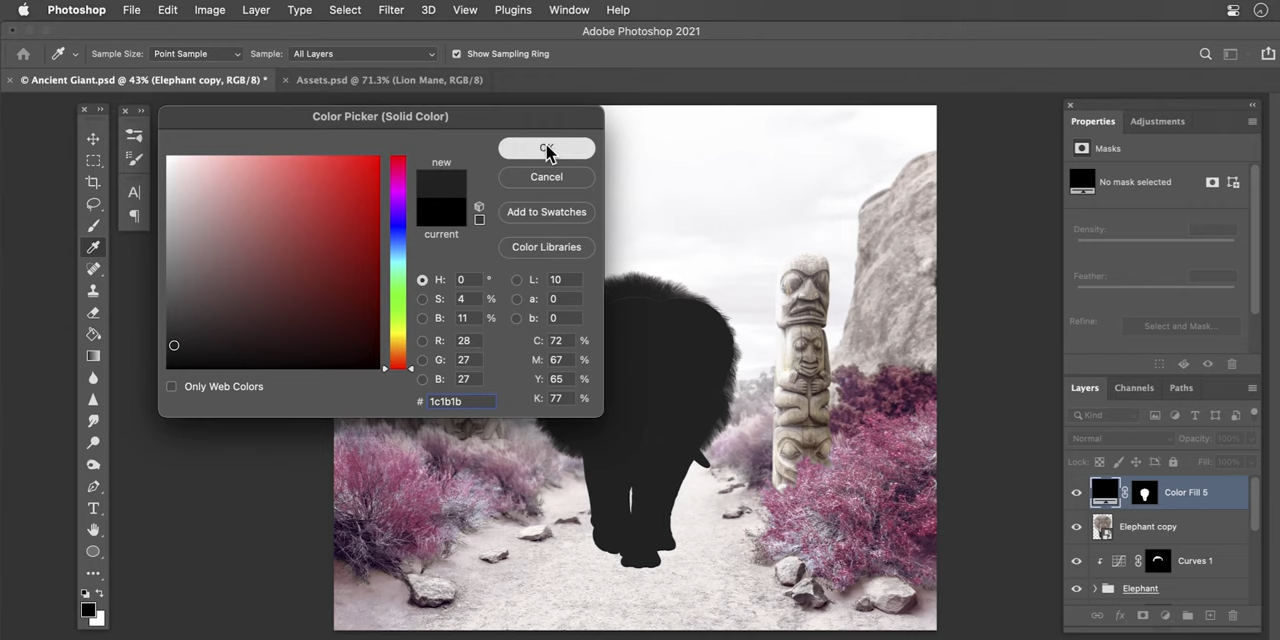 Photoshop File Edit Image Layer Type Select Filter 3D View Plugins Window Help
Adobe Photoshop 2021
Sample Size: Point Sample Sample: All Layers Show Sampling Ring
© Ancient Giant.psd @ 43% (Elephant copy, RGB/8) * Assets.psd @ 71.3% (Lion Mane, RGB/8)
Color Picker (Solid Color)
new
current
Cancel
Add to Swatches
Color Libraries
H: 0 ° L: 10
S: 4 % a: 0
B: 11 % b: 0
R: 28 C: 72 %
G: 27 M: 67 %
B: 27 Y: 65 %
# 1c1b1b K: 77 %
Only Web Colors
Properties Adjustments
Masks
No mask selected
Density:
Feather:
Refine: Select and Mask...
Layers Channels Paths
Kind
Normal Opacity: 100%
Lock: Fill: 100%
Color Fill 5
Elephant copy
Curves 1
Elephant